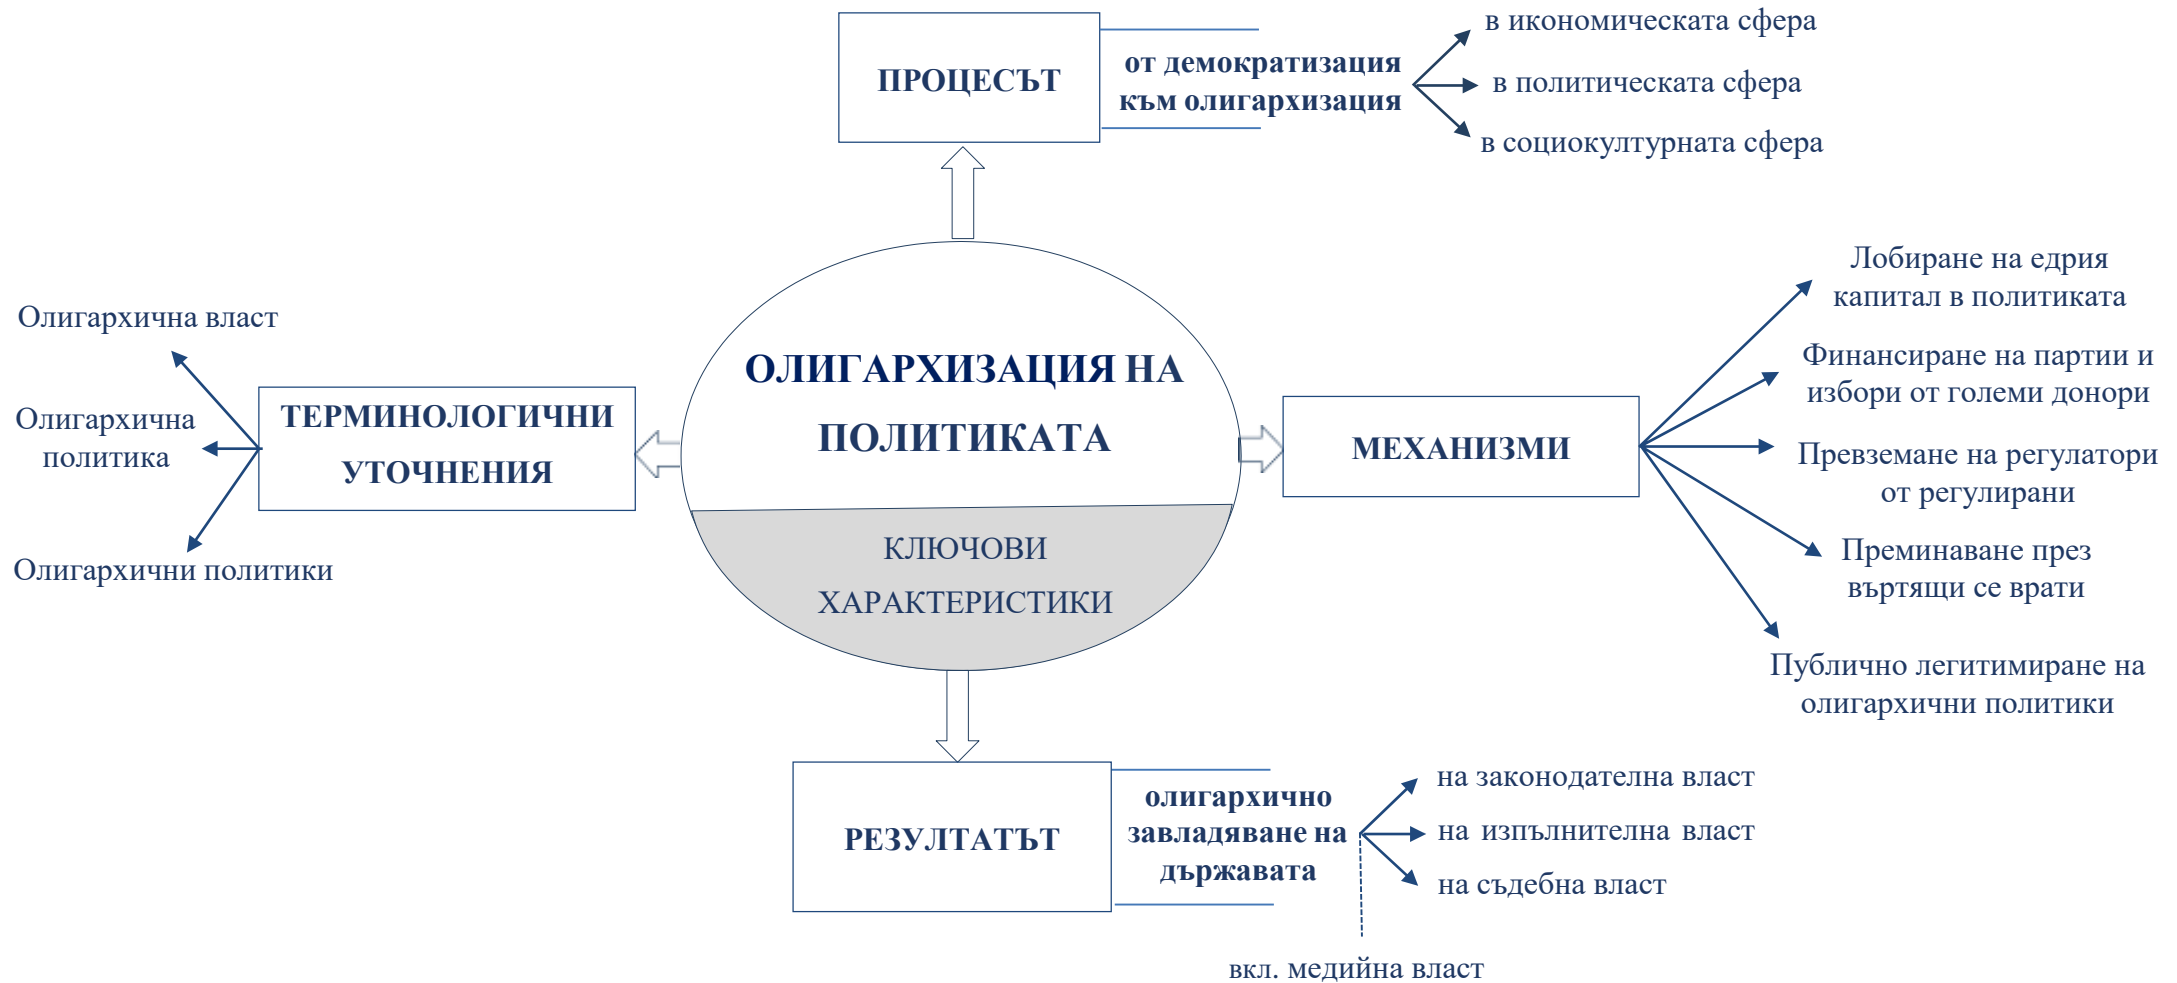 ПРОЦЕСЪТ
от демократизация
към олигархизация
в икономическата сфера
в политическата сфера
в социокултурната сфера
Олигархична власт
Олигархична
политика
Олигархични политики
ТЕРМИНОЛОГИЧНИ
УТОЧНЕНИЯ
ОЛИГАРХИЗАЦИЯ НА
ПОЛИТИКАТА
КЛЮЧОВИ
ХАРАКТЕРИСТИКИ
МЕХАНИЗМИ
Лобиране на едрия
капитал в политиката
Финансиране на партии и
избори от големи донори
Превземане на регулатори
от регулирани
Преминаване през
въртящи се врати
Публично легитимиране на
олигархични политики
РЕЗУЛТАТЪТ
олигархично
завладяване на
държавата
на законодателна власт
на изпълнителна власт
на съдебна власт
вкл. медийна власт